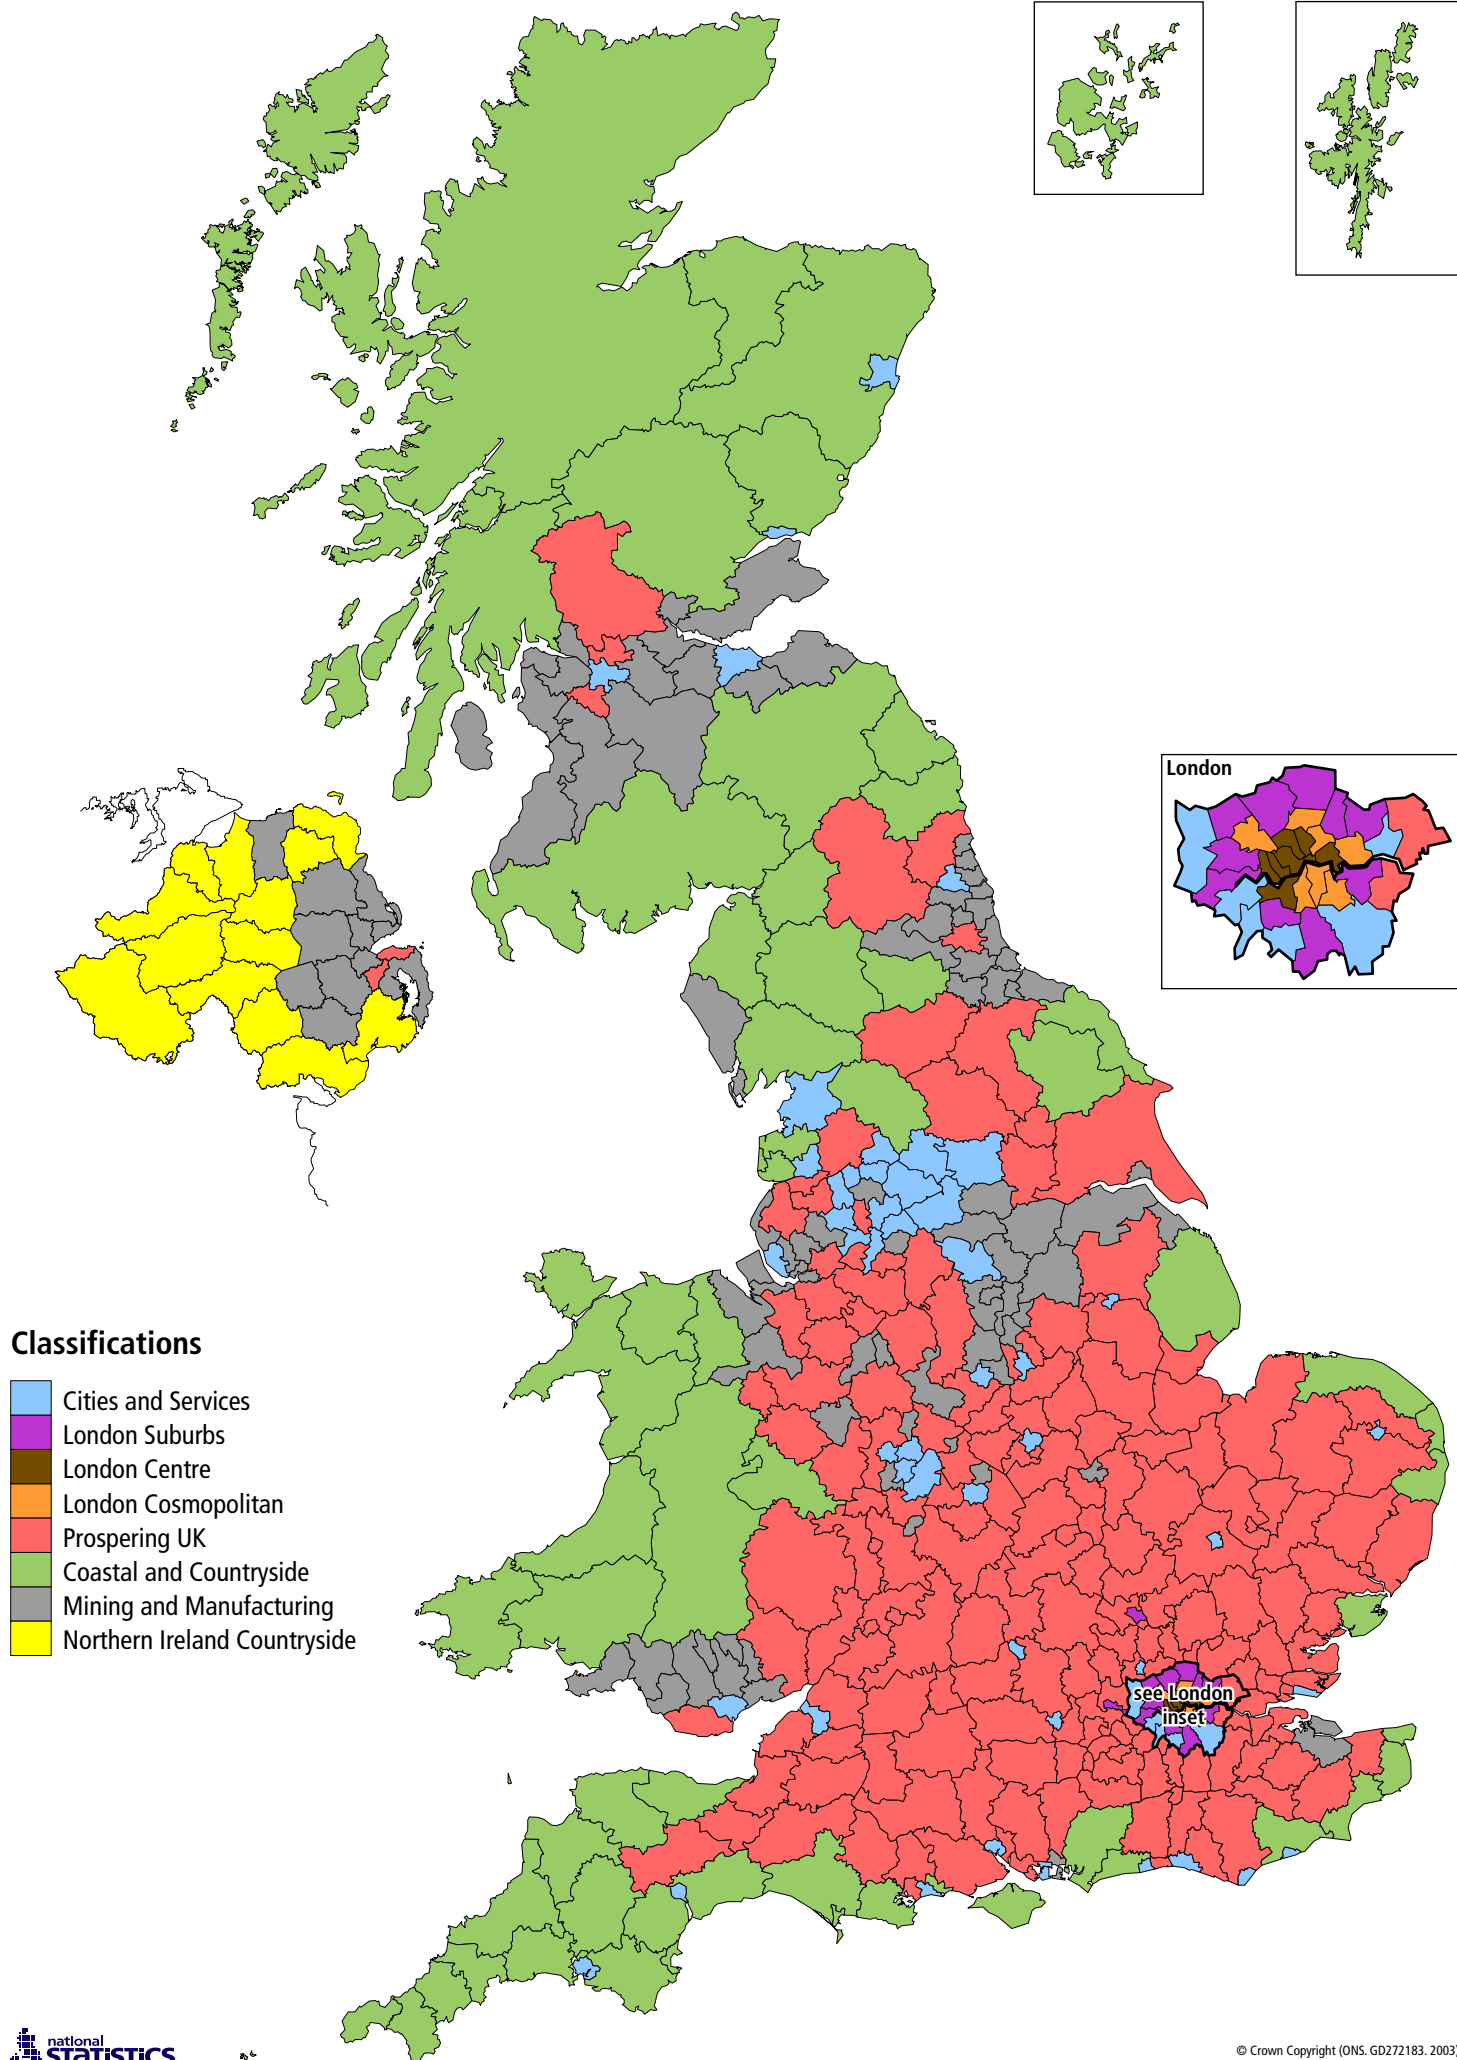 London
see London
inset
Classifications
Cities and Services
London Suburbs
London Centre
London Cosmopolitan
Prospering UK
Coastal and Countryside
Mining and Manufacturing
Northern Ireland Countryside
national
STATISTICS
© Crown Copyright (ONS. GD272183. 2003)